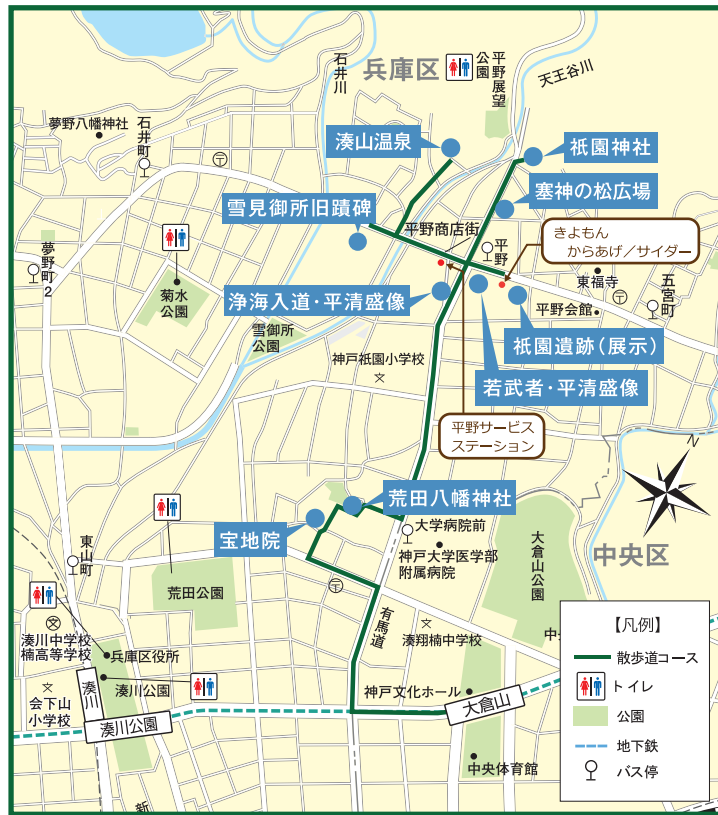 兵庫区
石井川
平野展望
公園
天王谷川
夢野八幡神社
石井町
湊山温泉
祇園神社
雪見御所旧蹟碑
塞神の松広場
平野商店街
平野
きよもん
からあげ／サイダー
夢野町2
菊水
公園
東福寺
五宮町
浄海入道・平清盛像
平野会館
雪御所
公園
祇園遺跡（展示）
神戸祇園小学校
若武者・平清盛像
平野サービス
ステーション
N
荒田八幡神社
宝地院
大学病院前
大倉山公園
中央区
東山町
神戸大学医学部
附属病院
荒田公園
有馬道
湊翔楠中学校
中央
湊川中学校
楠高等学校
兵庫区役所
湊川
湊川公園
会下山
小学校
湊川公園
神戸文化ホール
大倉山
中央体育館
新
【凡例】
散歩道コース
トイレ
公園
地下鉄
バス停